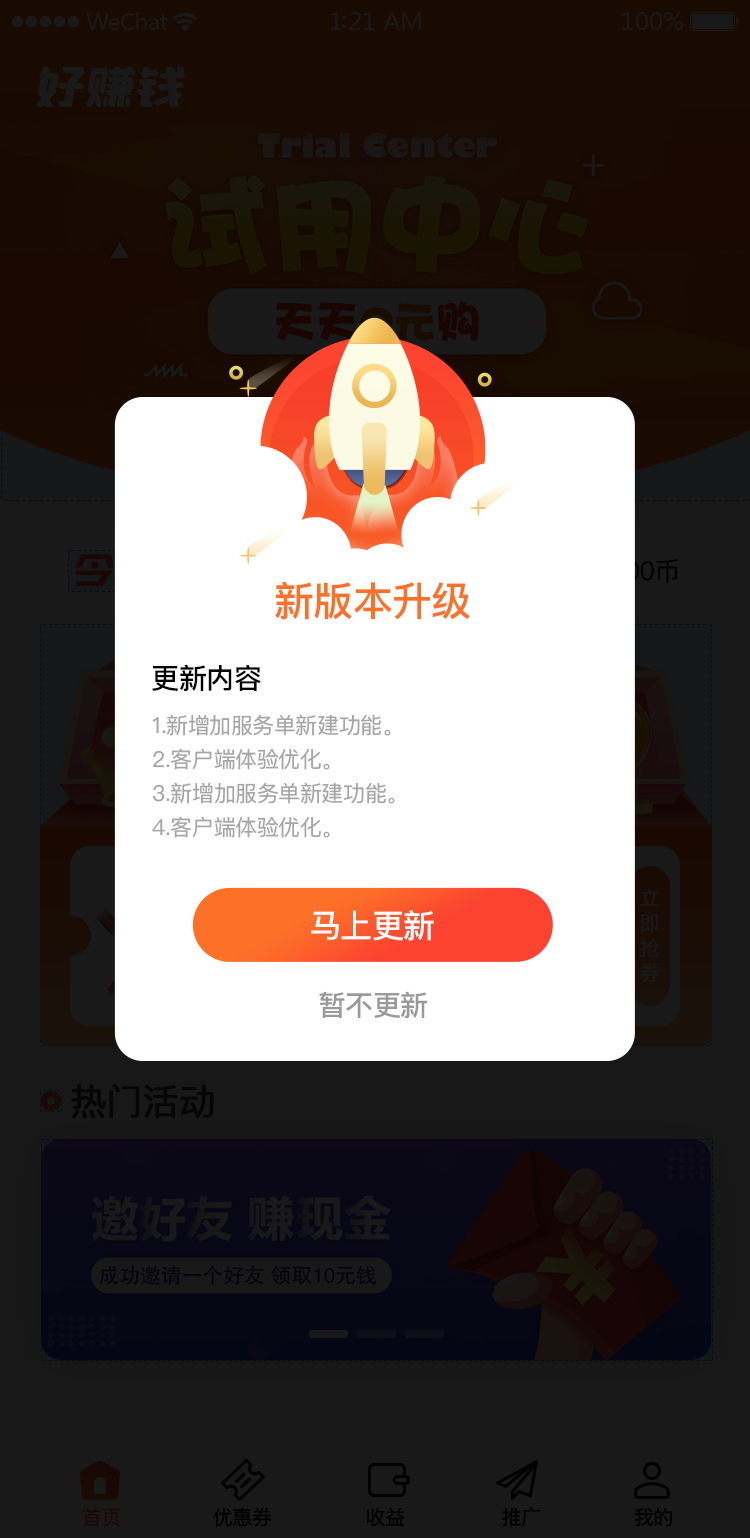 WeChat 1:21 AM 100%
好赚钱
Trial Center
试用中心
天天0元购
今
00币
新版本升级
更新内容
1.新增加服务单新建功能。
2.客户端体验优化。
3.新增加服务单新建功能。
4.客户端体验优化。
立即抢券
马上更新
暂不更新
热门活动
邀好友 赚现金
成功邀请一个好友 领取10元钱
首页 优惠券 收益 推广 我的